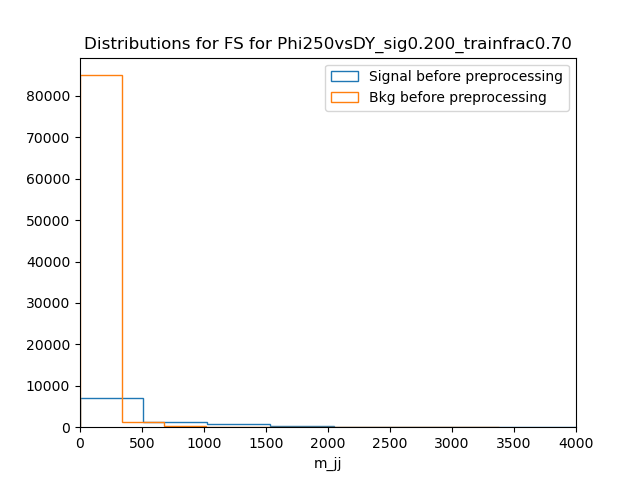 Distributions for FS for Phi250vsDY_sig0.200_trainfrac0.70
Signal before preprocessing
Bkg before preprocessing
80000
70000
60000
50000
40000
30000
20000
10000
0
0 500 1000 1500 2000 2500 3000 3500 4000
m_jj